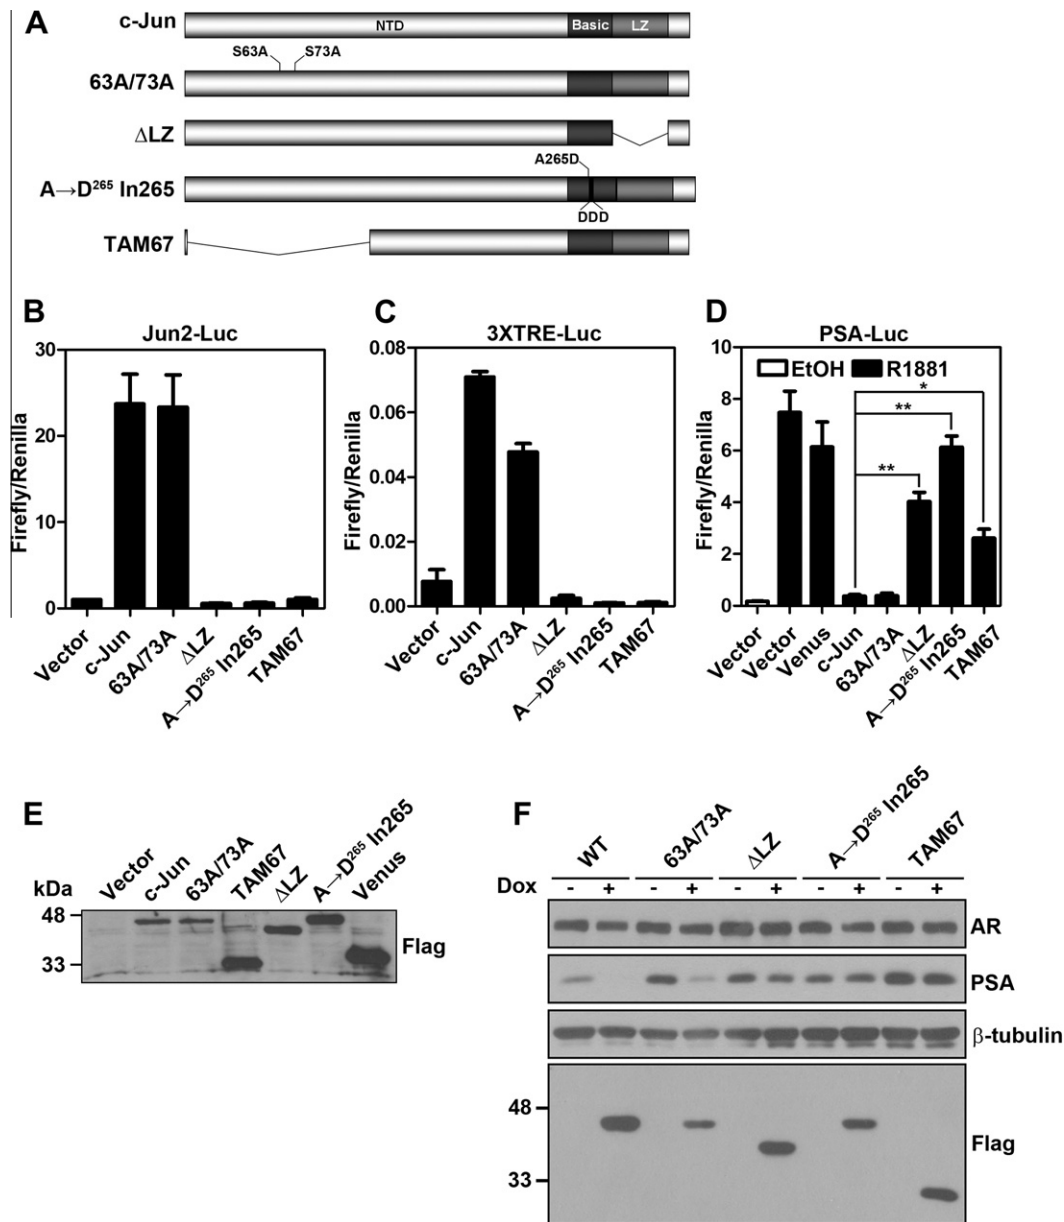 A
c-Jun
NTD
Basic
LZ
S63A
S73A
63A/73A
ΔLZ
A265D
A→D²⁶⁵ In265
DDD
TAM67
B
Jun2-Luc
Firefly/Renilla
30
20
10
0
Vector
c-Jun
63A/73A
ΔLZ
A→D²⁶⁵ In265
TAM67
C
3XTRE-Luc
Firefly/Renilla
0.08
0.06
0.04
0.02
0.00
Vector
c-Jun
63A/73A
ΔLZ
A→D²⁶⁵ In265
TAM67
D
PSA-Luc
Firefly/Renilla
10
8
6
4
2
0
EtOH
R1881
*
**
**
Vector
Vector
Venus
c-Jun
63A/73A
ΔLZ
A→D²⁶⁵ In265
TAM67
E
Vector
c-Jun
63A/73A
TAM67
ΔLZ
A→D²⁶⁵ In265
Venus
kDa
48
33
Flag
F
WT
63A/73A
ΔLZ
A→D²⁶⁵ In265
TAM67
Dox - + - + - + - + - +
AR
PSA
β-tubulin
48
33
Flag